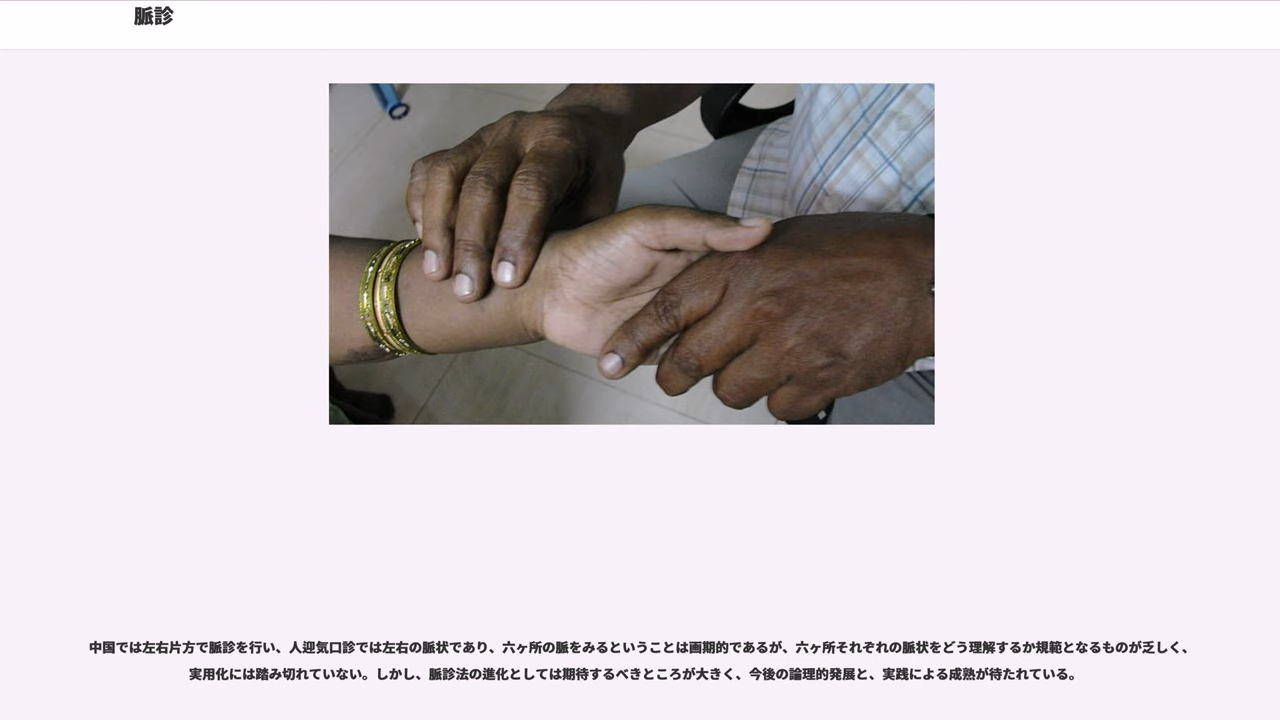 脈診
中国では左右片方で脈診を行い、人迎気口診では左右の脈状であり、六ヶ所の脈をみるということは画期的であるが、六ヶ所それぞれの脈状をどう理解するか規範となるものが乏しく、
実用化には踏み切れていない。しかし、脈診法の進化としては期待するべきところが大きく、今後の論理的発展と、実践による成熟が待たれている。